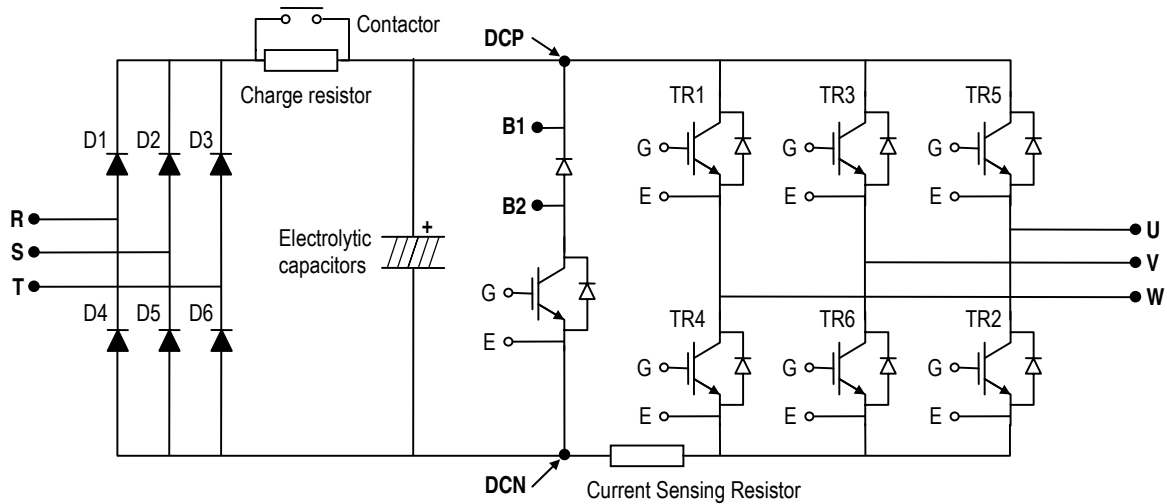 Contactor
DCP
Charge resistor
TR1 TR3 TR5
B1
D1 D2 D3
G G G
B2
E E E
R
S
T
Electrolytic
capacitors
+
U
V
W
G
D4 D5 D6
TR4 TR6 TR2
E
G G G
E E E
DCN
Current Sensing Resistor